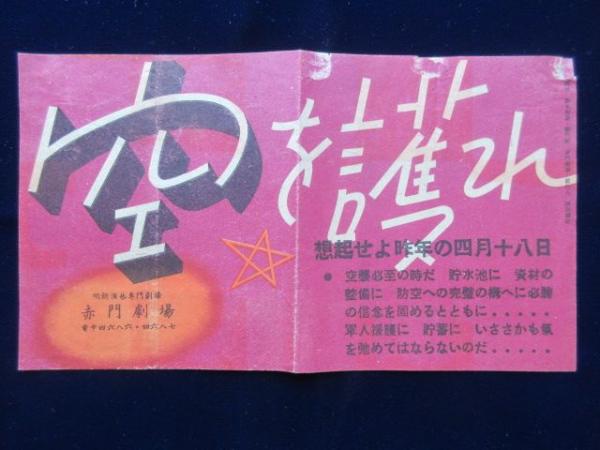 空を護れ
想起せよ昨年の四月十八日
● 空襲必至の時だ 貯水池に 資材の
整備に 防空への完璧の構へに必勝
の信念を固めるとともに.....
軍人援護に 貯蓄に いささかも氣
を弛めてはならないのだ.....
赤門劇場